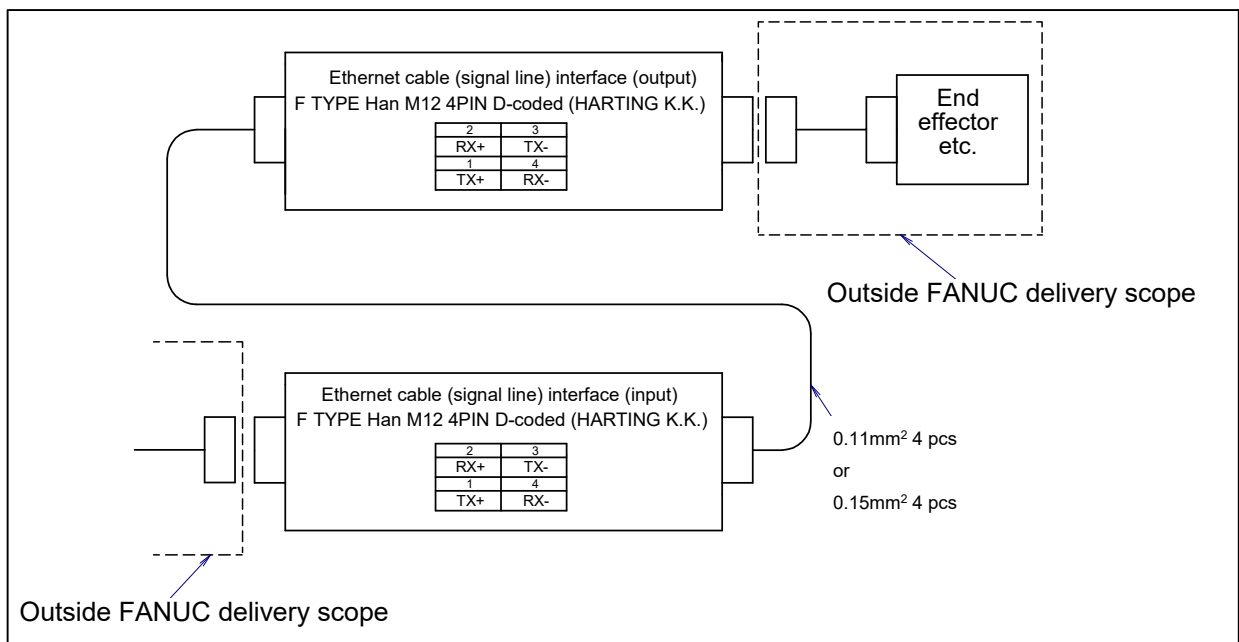 Ethernet cable (signal line) interface (output)
F TYPE Han M12 4PIN D-coded (HARTING K.K.)
2 3
RX+ TX-
1 4
TX+ RX-
End
effector
etc.
Outside FANUC delivery scope
Ethernet cable (signal line) interface (input)
F TYPE Han M12 4PIN D-coded (HARTING K.K.)
2 3
RX+ TX-
1 4
TX+ RX-
0.11mm² 4 pcs
or
0.15mm² 4 pcs
Outside FANUC delivery scope